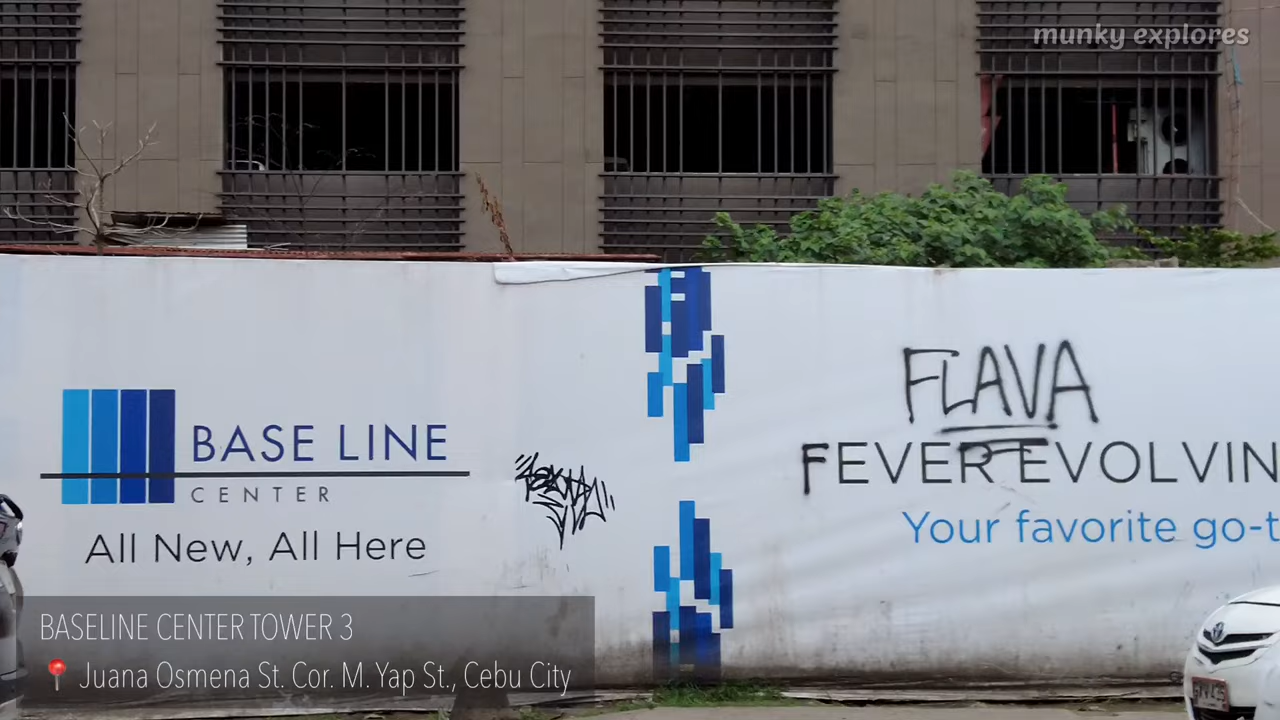 munky explores
FLAVA
BASE LINE
CENTER
All New, All Here
FEVER EVOLVIN
Your favorite go-t
BASELINE CENTER TOWER 3
Juana Osmena St. Cor. M. Yap St., Cebu City